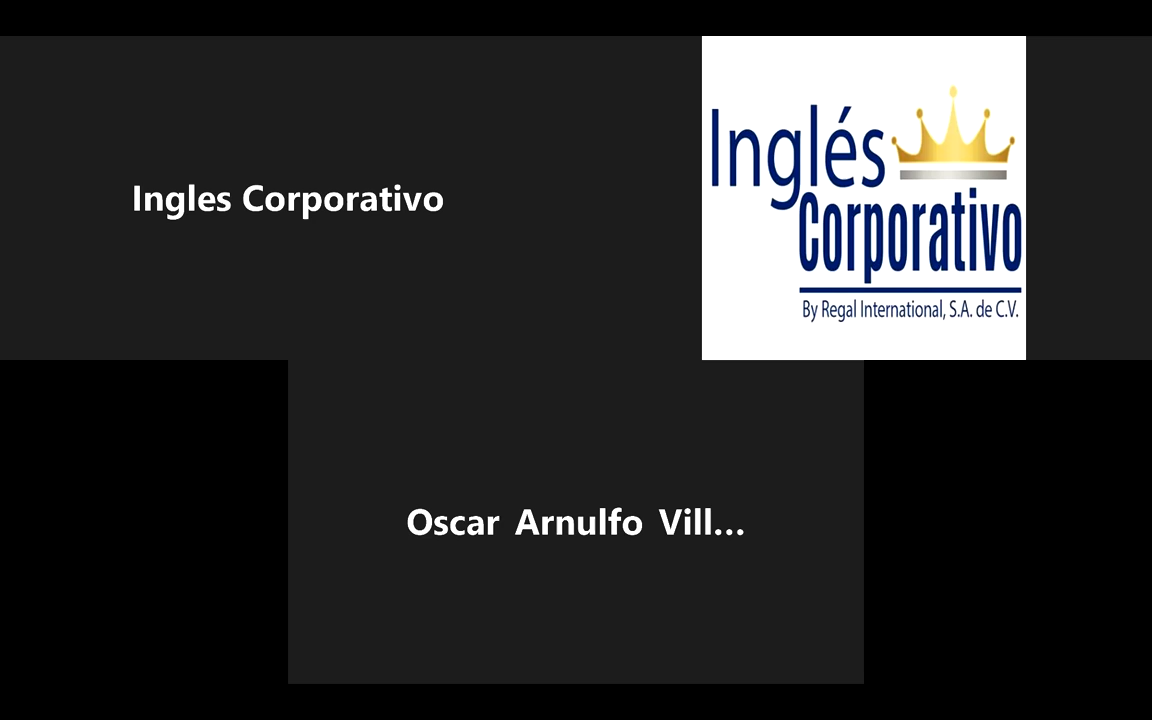 Ingles Corporativo
Inglés
Corporativo
By Regal International, S.A. de C.V.
Oscar Arnulfo Vill...